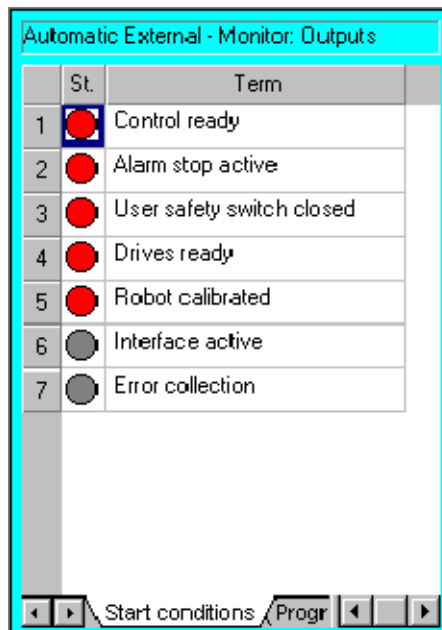 Automatic External - Monitor: Outputs
St. Term
1 Control ready
2 Alarm stop active
3 User safety switch closed
4 Drives ready
5 Robot calibrated
6 Interface active
7 Error collection
Start conditions Progr